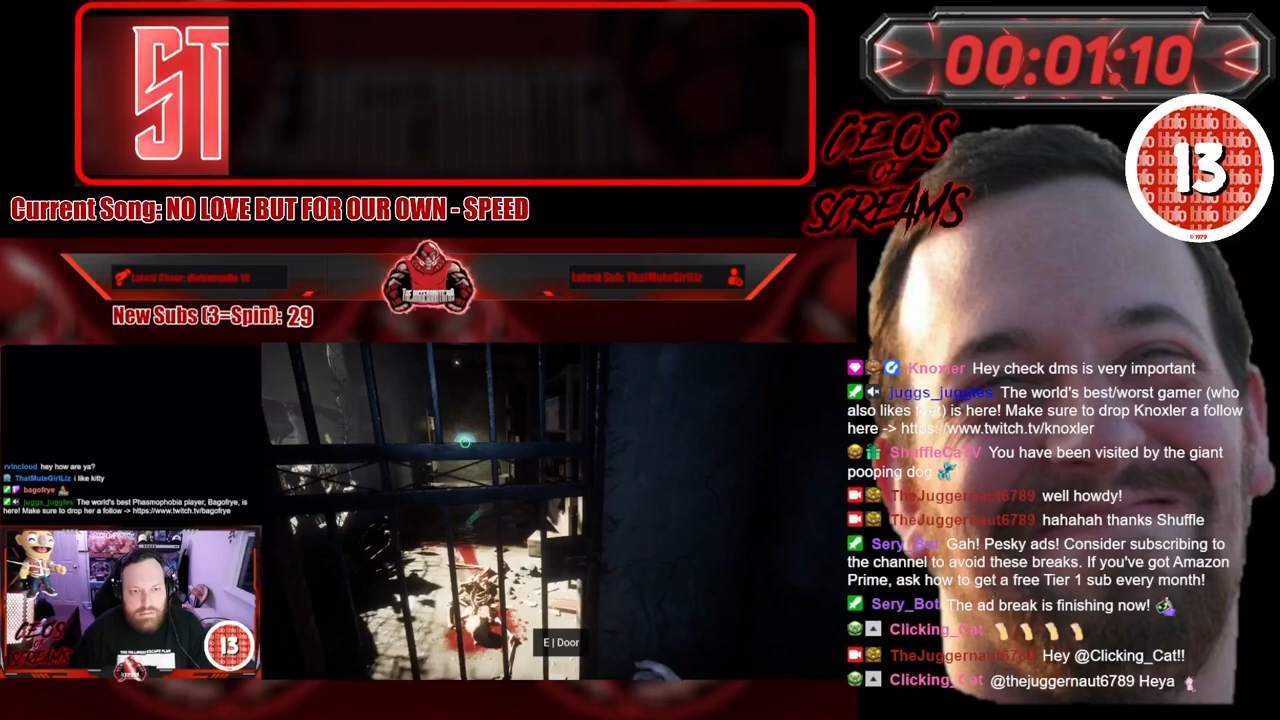 ST
00:01:10
CEOS
OF
SCREAMS
13
© 1979
Current Song: NO LOVE BUT FOR OUR OWN - SPEED
Latest Sub: ThatMuteGirlLiz
New Subs (3=Spin): 29
Knoxler Hey check dms is very important
juggs_juggles The world's best/worst gamer (who
also likes feet) is here! Make sure to drop Knoxler a follow
here -> https://www.twitch.tv/knoxler
ShuffleCaTV You have been visited by the giant
pooping dog
TheJuggernaut6789 well howdy!
TheJuggernaut6789 hahahah thanks Shuffle
Sery_Bot Gah! Pesky ads! Consider subscribing to
the channel to avoid these breaks. If you've got Amazon
Prime, ask how to get a free Tier 1 sub every month!
Sery_Bot The ad break is finishing now!
Clicking_Cat
TheJuggernaut6789 Hey @Clicking_Cat!!
Clicking_Cat @thejuggernaut6789 Heya
rvincloud hey how are ya?
ThatMuteGirlLiz i like kitty
bagofrye
juggs_juggles The world's best Phasmophobia player, Bagofrye, is
here! Make sure to drop her a follow -> https://www.twitch.tv/bagofrye
E | Door
CEOS
OF
SCREAMS
13